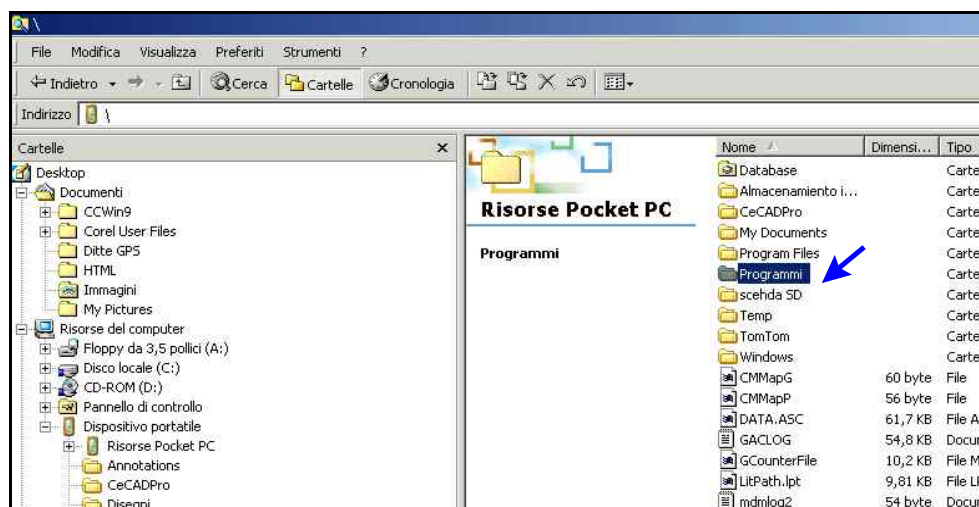 \
File Modifica Visualizza Preferiti Strumenti ?
Indietro Cerca Cartelle Cronologia
Indirizzo \
Cartelle
Desktop
Documenti
CCWin9
Corel User Files
Ditte GPS
HTML
Immagini
My Pictures
Risorse del computer
Floppy da 3,5 pollici (A:)
Disco locale (C:)
CD-ROM (D:)
Pannello di controllo
Dispositivo portatile
Risorse Pocket PC
Annotations
CeCADPro
Disegni
Risorse Pocket PC
Programmi
Nome Dimensi... Tipo
Database Carte
Almacenamiento i... Carte
CeCADPro Carte
My Documents Carte
Program Files Carte
Programmi Carte
scehda SD Carte
Temp Carte
TomTom Carte
Windows Carte
CMMapG 60 byte File
CMMapP 56 byte File
DATA.ASC 61,7 KB File A
GACLOG 54,8 KB Docur
GCounterFile 10,2 KB File M
LitPath.lpt 9,81 KB File L
mdmlog2 54 byte Docur